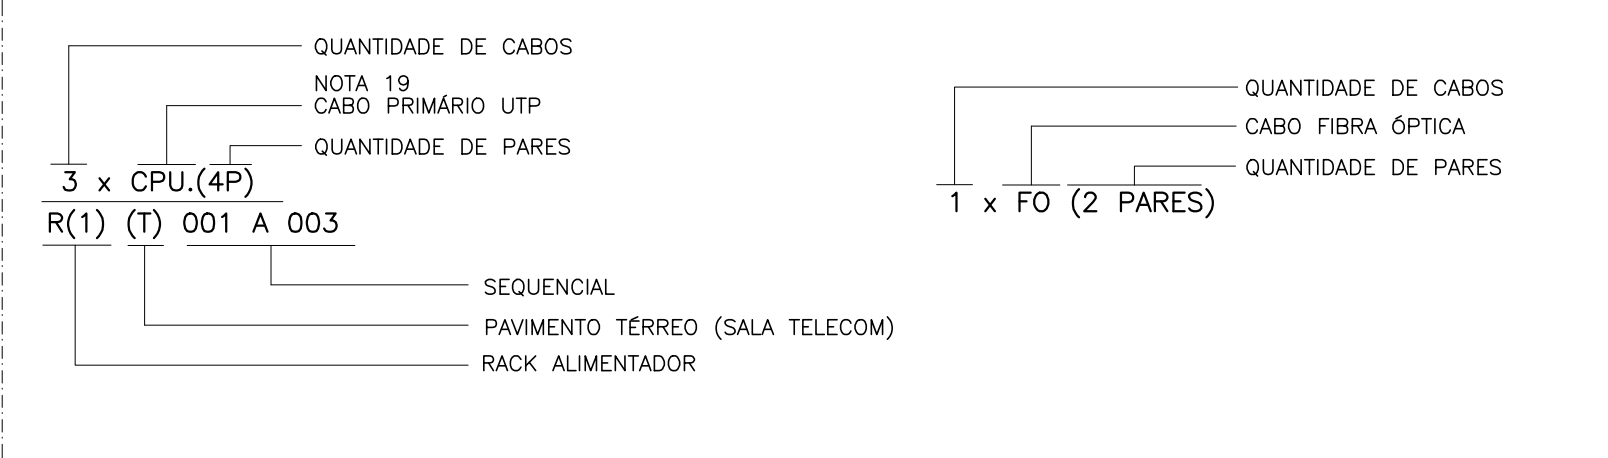 QUANTIDADE DE CABOS
NOTA 19
CABO PRIMÁRIO UTP
QUANTIDADE DE PARES
3 x CPU.(4P)
R(1) (T) 001 A 003
SEQUENCIAL
PAVIMENTO TÉRREO (SALA TELECOM)
RACK ALIMENTADOR
QUANTIDADE DE CABOS
CABO FIBRA ÓPTICA
QUANTIDADE DE PARES
1 x FO (2 PARES)